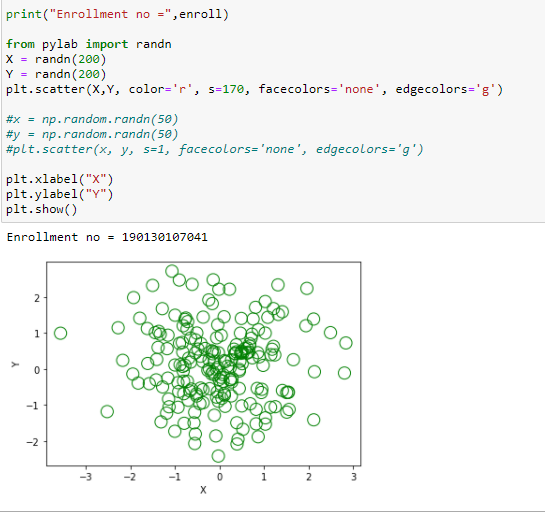 print("Enrollment no =",enroll)
from pylab import randn
X = randn(200)
Y = randn(200)
plt.scatter(X,Y, color='r', s=170, facecolors='none', edgecolors='g')
#x = np.random.randn(50)
#y = np.random.randn(50)
#plt.scatter(x, y, s=1, facecolors='none', edgecolors='g')
plt.xlabel("X")
plt.ylabel("Y")
plt.show()
Enrollment no = 190130107041
2
1
0
−1
−2
Y
−3 −2 −1 0 1 2 3
X